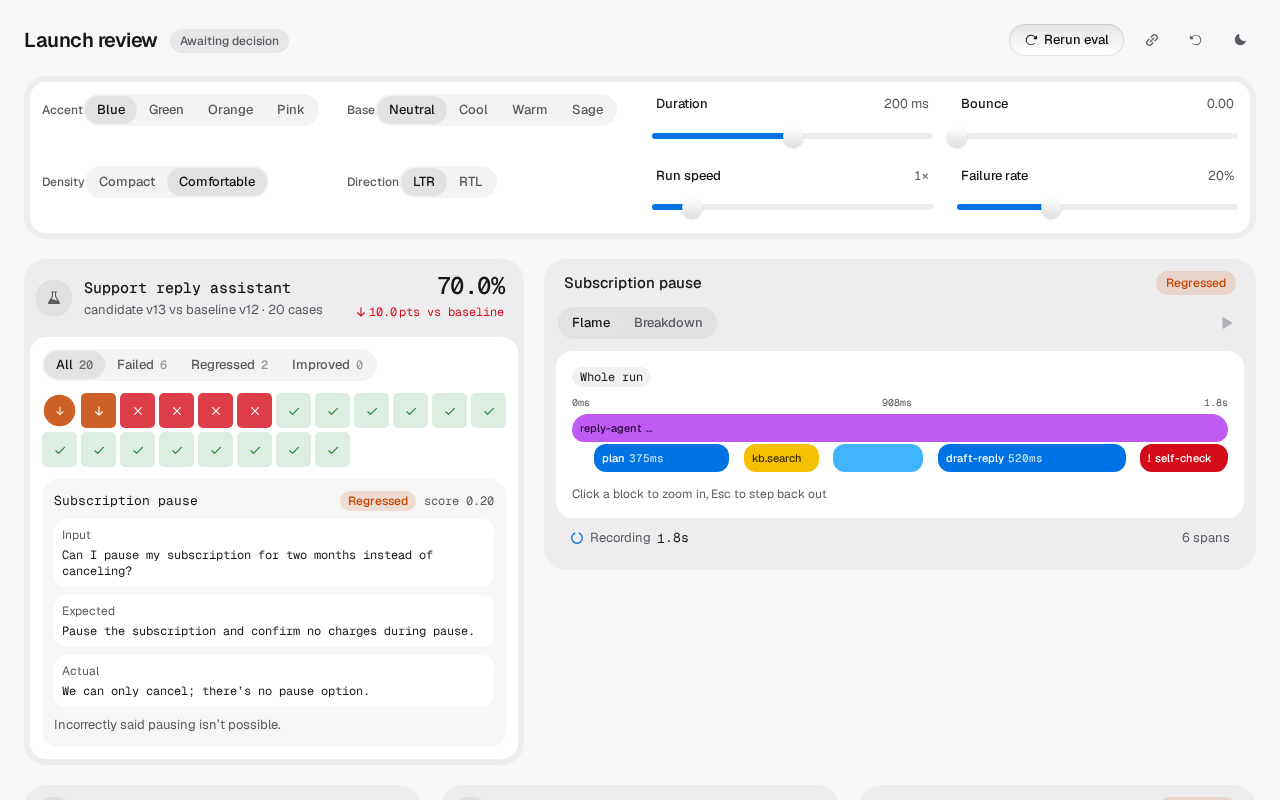 Launch review
Awaiting decision
Rerun eval
Accent
Blue
Green
Orange
Pink
Base
Neutral
Cool
Warm
Sage
Duration
200 ms
Bounce
0.00
Density
Compact
Comfortable
Direction
LTR
RTL
Run speed
1×
Failure rate
20%
Support reply assistant
candidate v13 vs baseline v12 · 20 cases
70.0%
10.0pts vs baseline
All 20
Failed 6
Regressed 2
Improved 0
Subscription pause
Regressed
score 0.20
Input
Can I pause my subscription for two months instead of
canceling?
Expected
Pause the subscription and confirm no charges during pause.
Actual
We can only cancel; there's no pause option.
Incorrectly said pausing isn't possible.
Subscription pause
Regressed
Flame
Breakdown
Whole run
0ms
908ms
1.8s
reply-agent …
plan 375ms
kb.search
draft-reply 520ms
! self-check
Click a block to zoom in, Esc to step back out
Recording 1.8s
6 spans